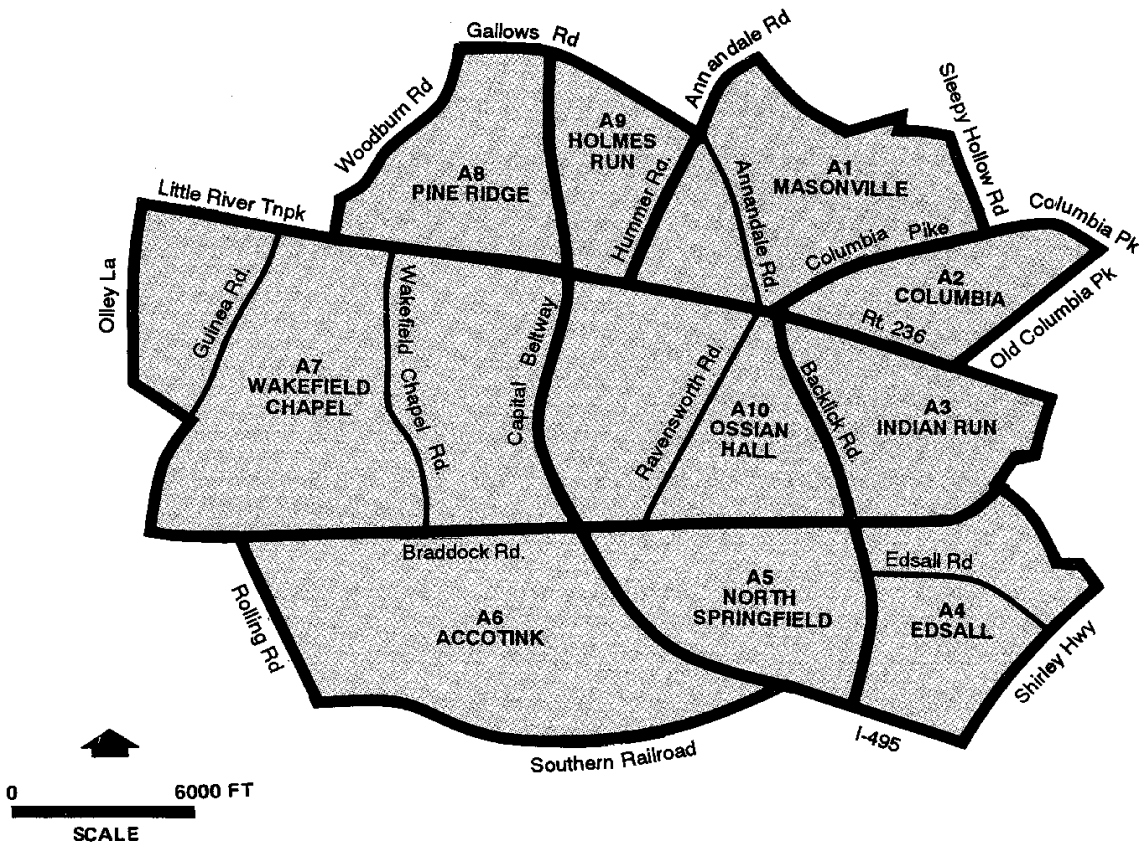 Gallows Rd
Annandale Rd
Woodburn Rd
Sleepy Hollow Rd
A9
HOLMES
RUN
A1
MASONVILLE
A8
PINE RIDGE
Hummer Rd.
Annandale Rd.
Little River Tnpk
Columbia Pike
Columbia Pk
A2
COLUMBIA
Rt. 236
Old Columbia Pk
Olley La
Guinea Rd.
Wakefield Chapel Rd.
Capital Beltway
Ravensworth Rd.
Backlick Rd.
A7
WAKEFIELD
CHAPEL
A10
OSSIAN
HALL
A3
INDIAN RUN
Braddock Rd.
Edsall Rd
A5
NORTH
SPRINGFIELD
A4
EDSALL
A6
ACCOTINK
Rolling Rd
Shirley Hwy
I-495
Southern Railroad
0 6000 FT
SCALE